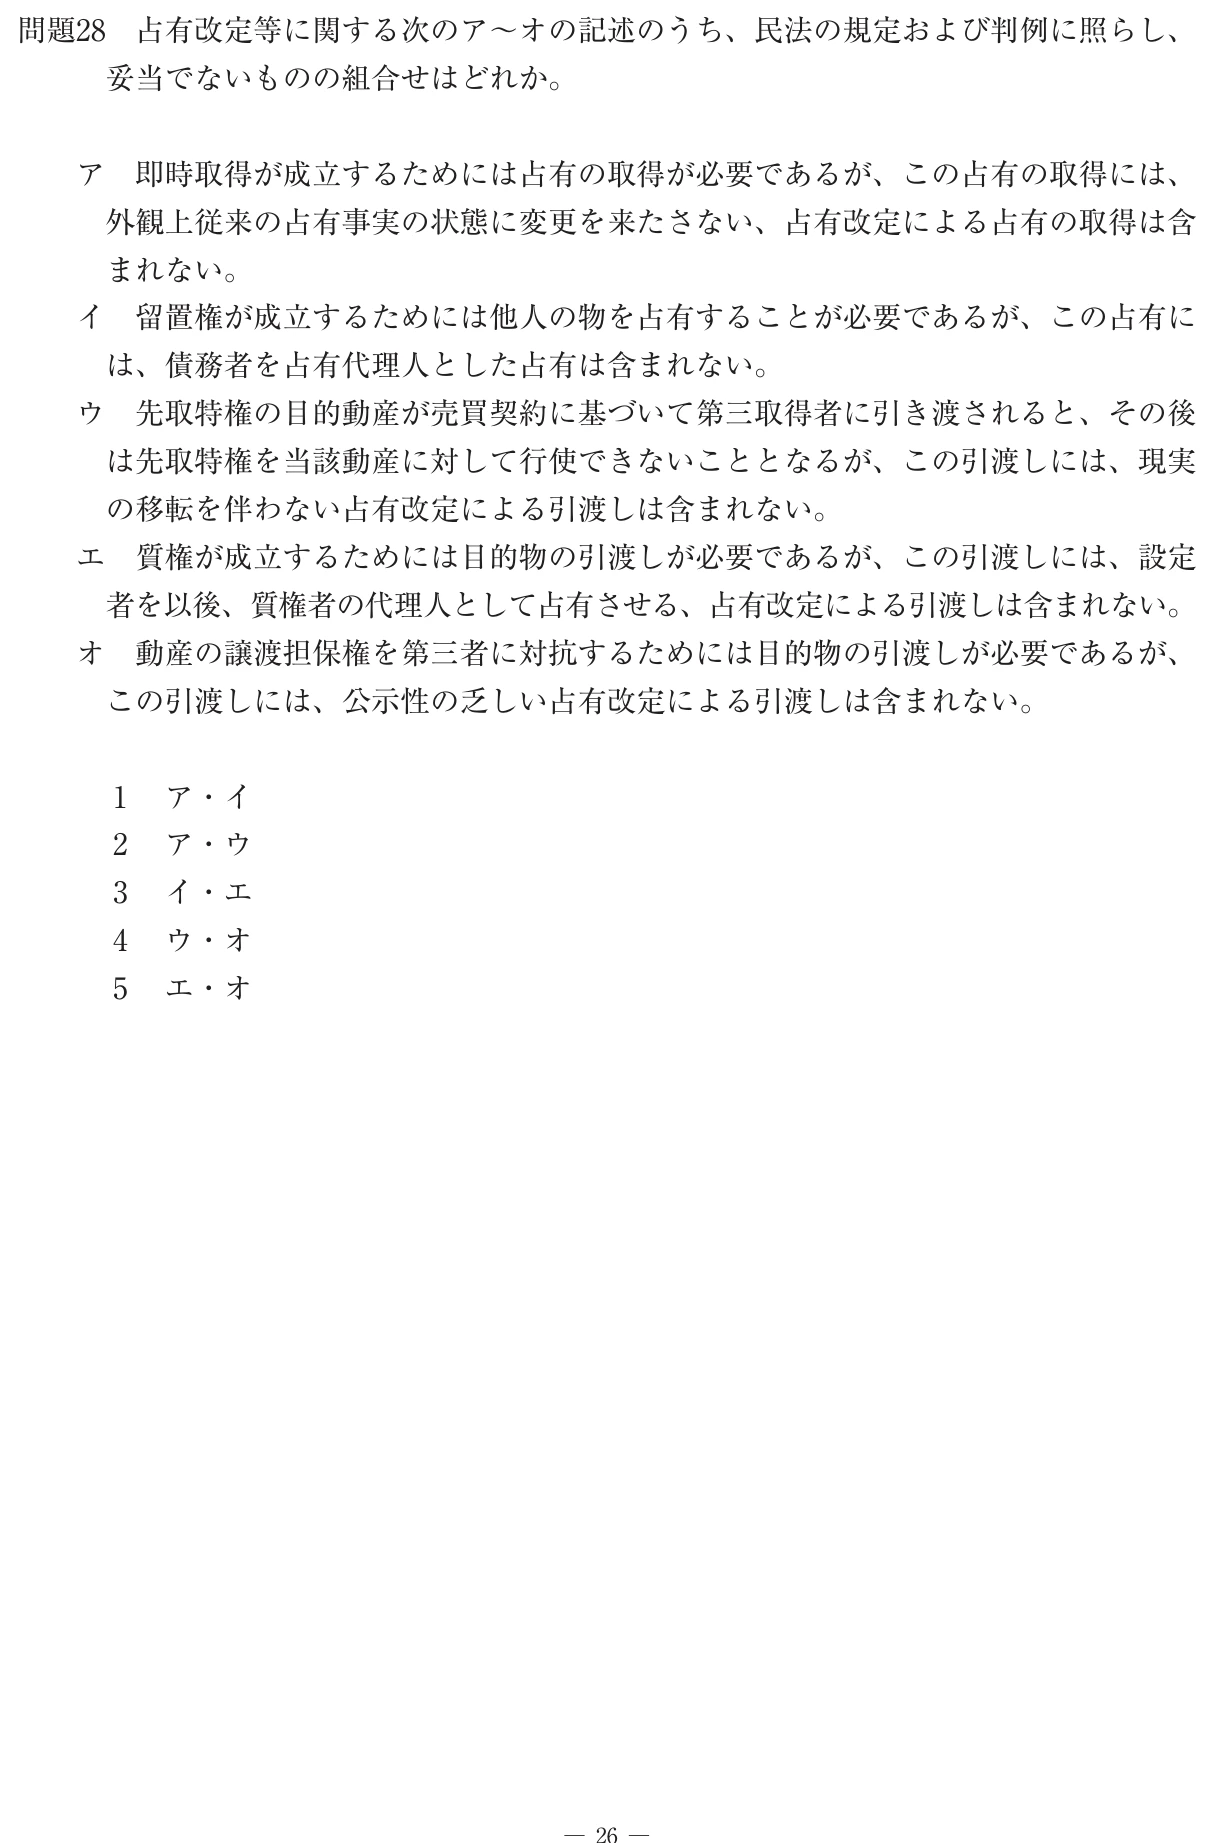 問題28　占有改定等に関する次のア～オの記述のうち、民法の規定および判例に照らし、
妥当でないものの組合せはどれか。
ア　即時取得が成立するためには占有の取得が必要であるが、この占有の取得には、
外観上従来の占有事実の状態に変更を来たさない、占有改定による占有の取得は含
まれない。
イ　留置権が成立するためには他人の物を占有することが必要であるが、この占有に
は、債務者を占有代理人とした占有は含まれない。
ウ　先取特権の目的動産が売買契約に基づいて第三取得者に引き渡されると、その後
は先取特権を当該動産に対して行使できないこととなるが、この引渡しには、現実
の移転を伴わない占有改定による引渡しは含まれない。
エ　質権が成立するためには目的物の引渡しが必要であるが、この引渡しには、設定
者を以後、質権者の代理人として占有させる、占有改定による引渡しは含まれない。
オ　動産の譲渡担保権を第三者に対抗するためには目的物の引渡しが必要であるが、
この引渡しには、公示性の乏しい占有改定による引渡しは含まれない。
1　ア・イ
2　ア・ウ
3　イ・エ
4　ウ・オ
5　エ・オ
― 26 ―